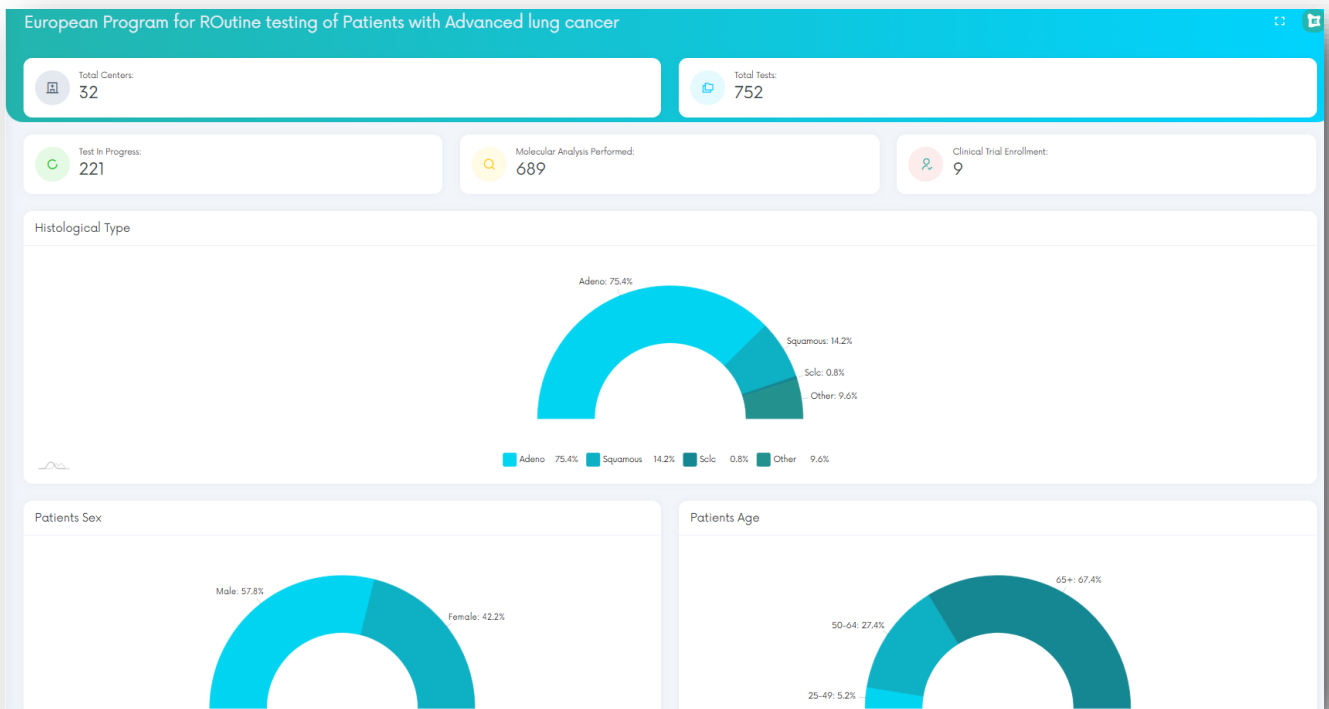 European Program for ROutine testing of Patients with Advanced lung cancer
Total Centers:
32
Total Tests:
752
Test In Progress:
221
Molecular Analysis Performed:
689
Clinical Trial Enrollment:
9
Histological Type
Adeno: 75.4%
Squamous: 14.2%
Sclc: 0.8%
Other: 9.6%
Adeno 75.4% Squamous 14.2% Sclc 0.8% Other 9.6%
Patients Sex
Male: 57.8%
Female: 42.2%
Patients Age
65+: 67.4%
50-64: 27.4%
25-49: 5.2%